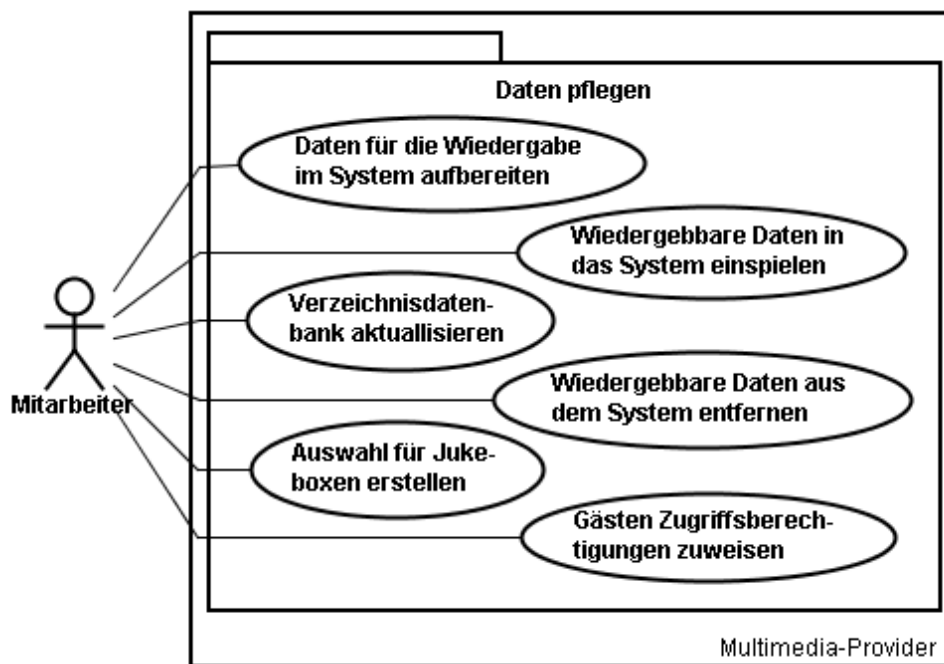 Daten pflegen
Daten für die Wiedergabe
im System aufbereiten
Wiedergebbare Daten in
das System einspielen
Verzeichnisdaten-
bank aktuallisieren
Mitarbeiter
Wiedergebbare Daten aus
dem System entfernen
Auswahl für Juke-
boxen erstellen
Gästen Zugriffsberech-
tigungen zuweisen
Multimedia-Provider